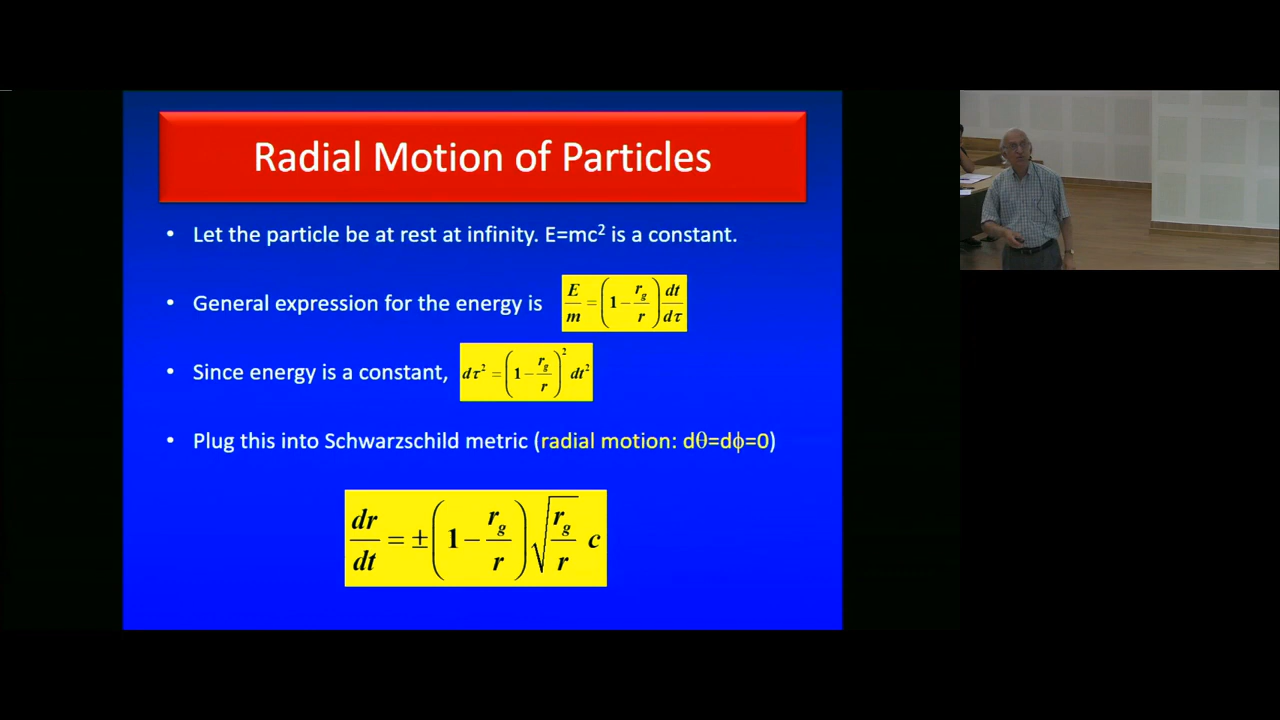 Radial Motion of Particles
• Let the particle be at rest at infinity. E=mc² is a constant.
• General expression for the energy is E/m = (1 − r_g/r) dt/dτ
• Since energy is a constant, dτ² = (1 − r_g/r)² dt²
• Plug this into Schwarzschild metric (radial motion: dθ=dϕ=0)
dr/dt = ±(1 − r_g/r) √(r_g/r) c